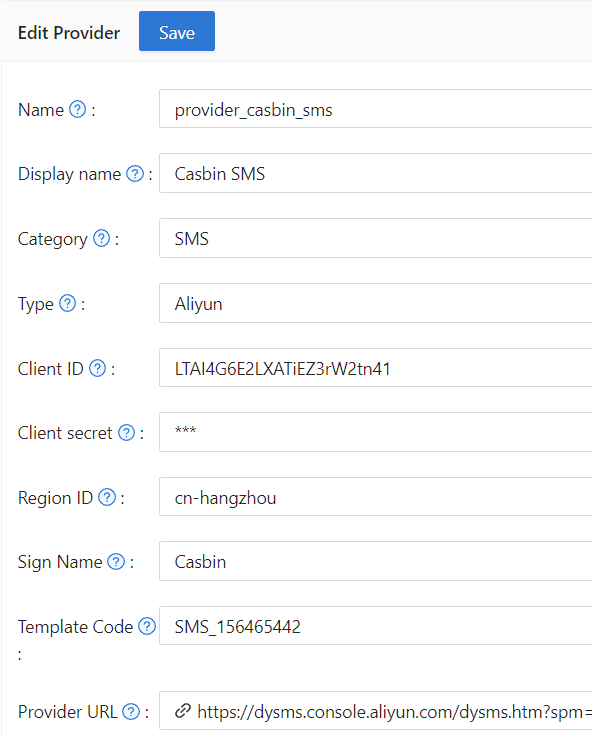 Edit Provider Save
Name ? : provider_casbin_sms
Display name ? : Casbin SMS
Category ? : SMS
Type ? : Aliyun
Client ID ? : LTAI4G6E2LXATiEZ3rW2tn41
Client secret ? : ***
Region ID ? : cn-hangzhou
Sign Name ? : Casbin
Template Code ? SMS_156465442
:
Provider URL ? : https://dysms.console.aliyun.com/dysms.htm?spm=